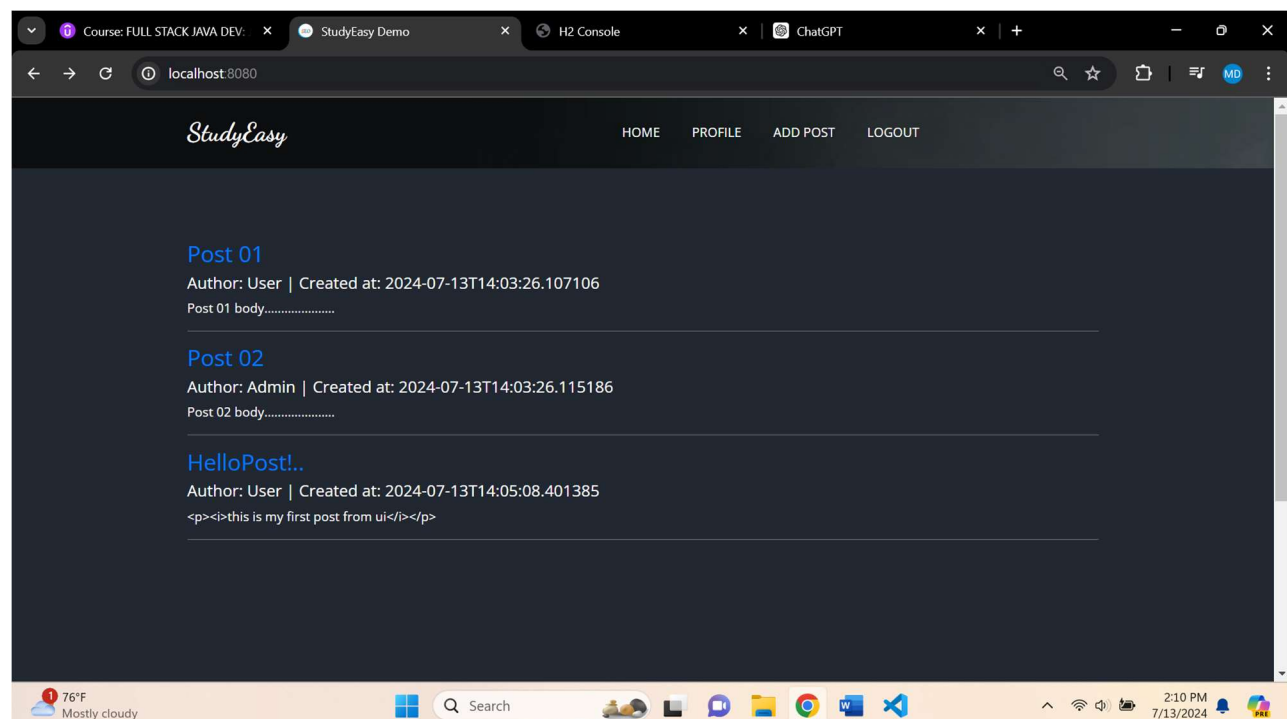 Course: FULL STACK JAVA DEV:
StudyEasy Demo
H2 Console
ChatGPT
localhost:8080
MD
StudyEasy
HOME PROFILE ADD POST LOGOUT
Post 01
Author: User | Created at: 2024-07-13T14:03:26.107106
Post 01 body.....................
Post 02
Author: Admin | Created at: 2024-07-13T14:03:26.115186
Post 02 body.....................
HelloPost!..
Author: User | Created at: 2024-07-13T14:05:08.401385
<p><i>this is my first post from ui</i></p>
1
76°F
Mostly cloudy
Search
W
2:10 PM
7/13/2024
PRE